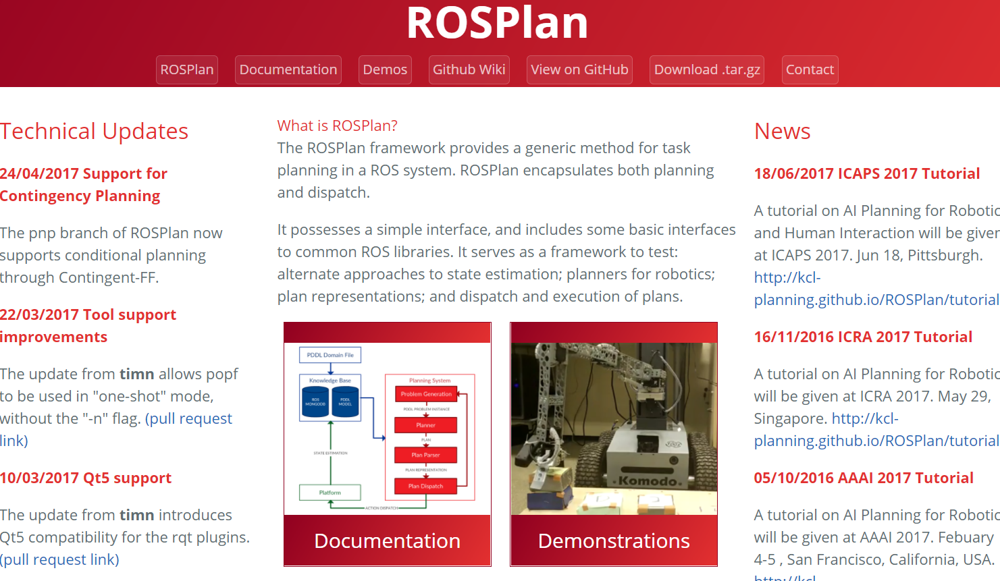 ROSPlan
ROSPlan
Documentation
Demos
Github Wiki
View on GitHub
Download .tar.gz
Contact
Technical Updates
24/04/2017 Support for
Contingency Planning
The pnp branch of ROSPlan now
supports conditional planning
through Contingent-FF.
22/03/2017 Tool support
improvements
The update from timn allows popf
to be used in "one-shot" mode,
without the "-n" flag. (pull request
link)
10/03/2017 Qt5 support
The update from timn introduces
Qt5 compatibility for the rqt plugins.
(pull request link)
What is ROSPlan?
The ROSPlan framework provides a generic method for task
planning in a ROS system. ROSPlan encapsulates both planning
and dispatch.
It possesses a simple interface, and includes some basic interfaces
to common ROS libraries. It serves as a framework to test:
alternate approaches to state estimation; planners for robotics;
plan representations; and dispatch and execution of plans.
PDDL Domain File
Knowledge Base
ROS
MONGODB
PDDL
MODEL
STATE ESTIMATION
Platform
Planning System
Problem Generation
PDDL PROBLEM INSTANCE
Planner
PLAN
Plan Parser
PLAN REPRESENTATION
Plan Dispatch
ACTION DISPATCH
Documentation
Komodo
Demonstrations
News
18/06/2017 ICAPS 2017 Tutorial
A tutorial on AI Planning for Robotic
and Human Interaction will be given
at ICAPS 2017. Jun 18, Pittsburgh.
http://kcl-
planning.github.io/ROSPlan/tutorial
16/11/2016 ICRA 2017 Tutorial
A tutorial on AI Planning for Robotic
will be given at ICRA 2017. May 29,
Singapore. http://kcl-
planning.github.io/ROSPlan/tutorial
05/10/2016 AAAI 2017 Tutorial
A tutorial on AI Planning for Robotic
will be given at AAAI 2017. Febuary
4-5 , San Francisco, California, USA.
http://kcl-